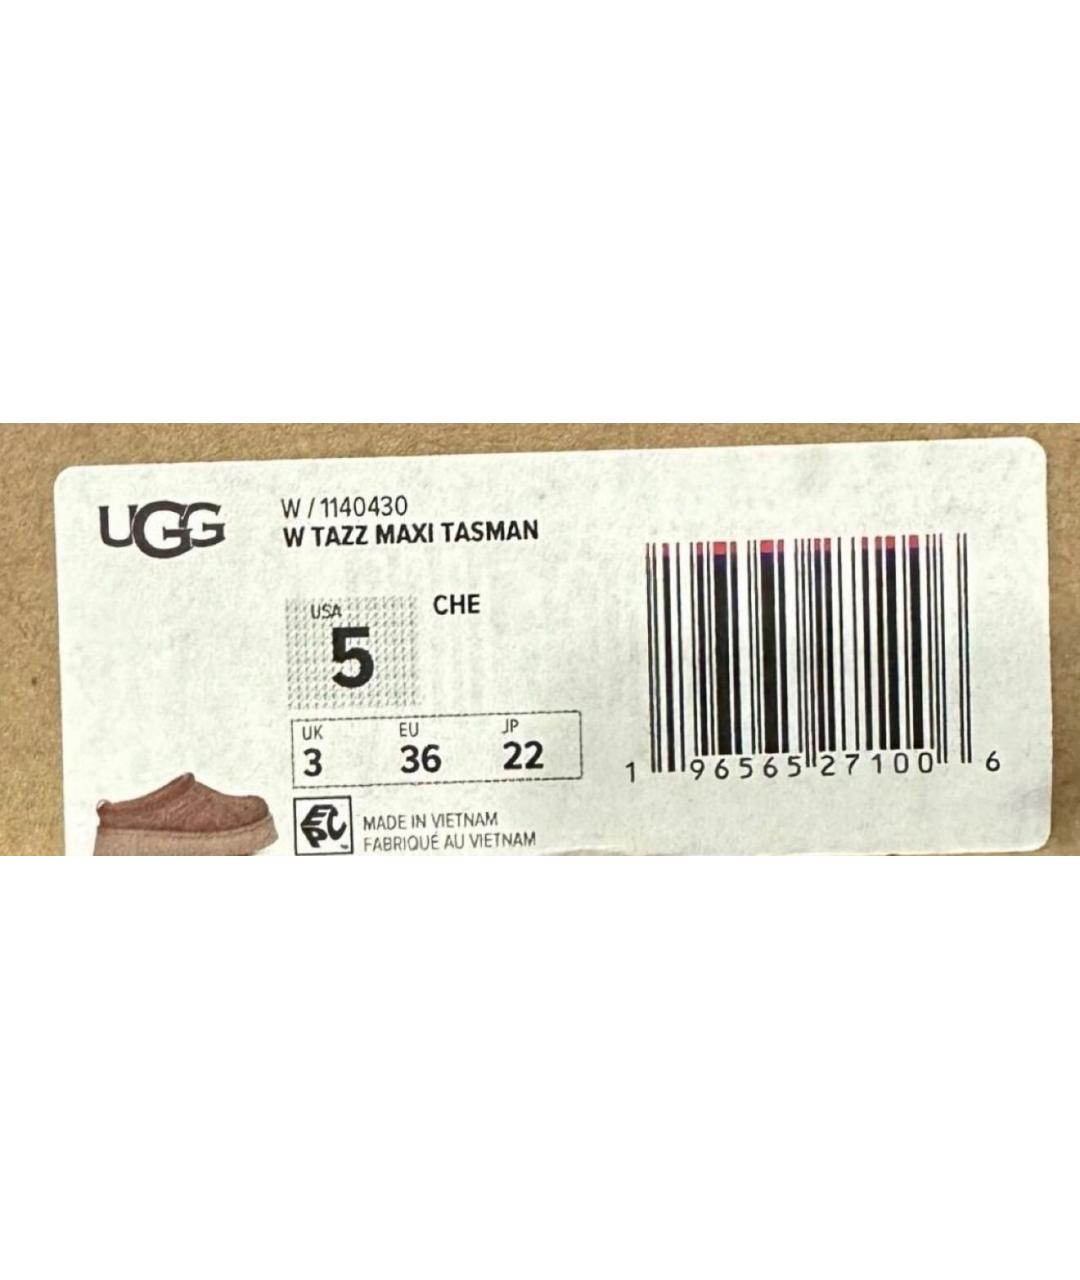 UGG
W / 1140430
W TAZZ MAXI TASMAN
USA
5
CHE
UK EU JP
3 36 22
EPC
MADE IN VIETNAM
FABRIQUÉ AU VIETNAM
1 96565 27100 6